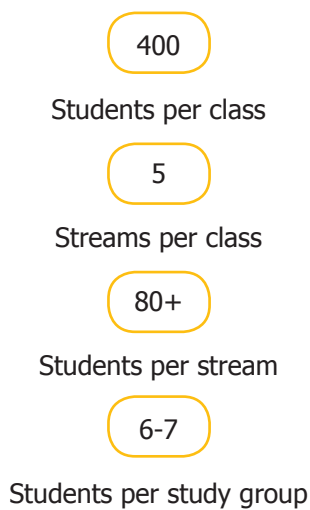 400
Students per class
5
Streams per class
80+
Students per stream
6-7
Students per study group